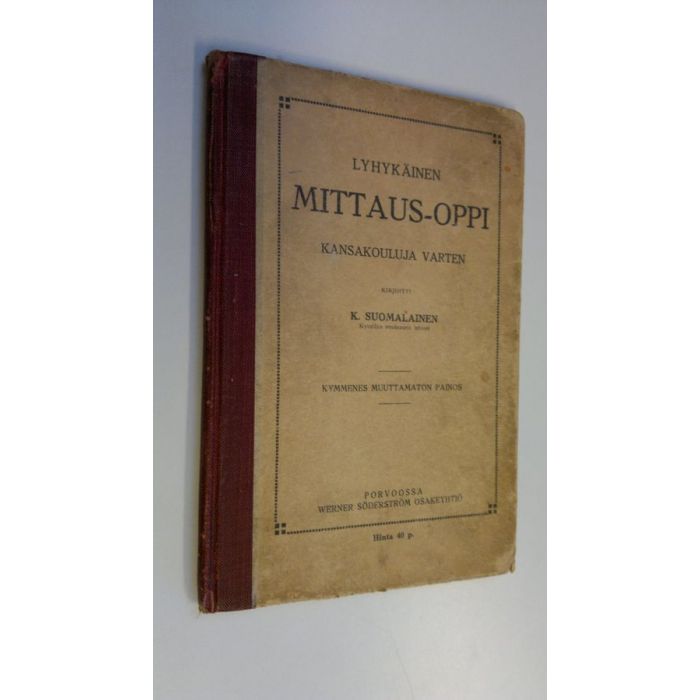 LYHYKÄINEN
MITTAUS-OPPI
KANSAKOULUJA VARTEN
KIRJOITTI
K. SUOMALAINEN
KYMMENES MUUTTAMATON PAINOS
PORVOOSSA
WERNER SÖDERSTRÖM OSAKEYHTIÖ
Hinta 40 p.